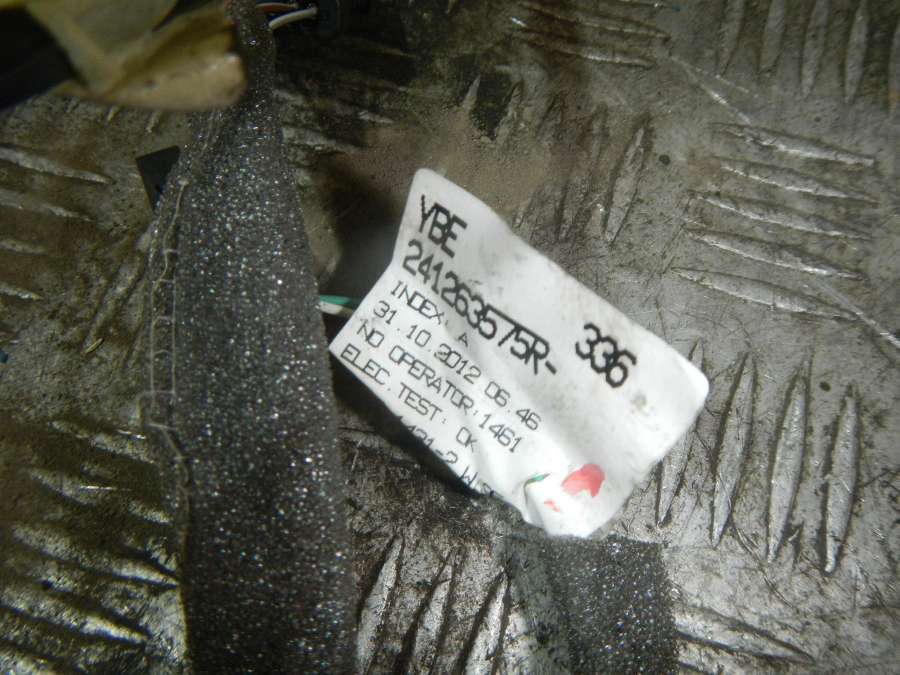 YBE
241263575R- 336
INDEX: A
31.10.2012 06.46
NO OPERATOR:1461
ELEC.TEST: OK